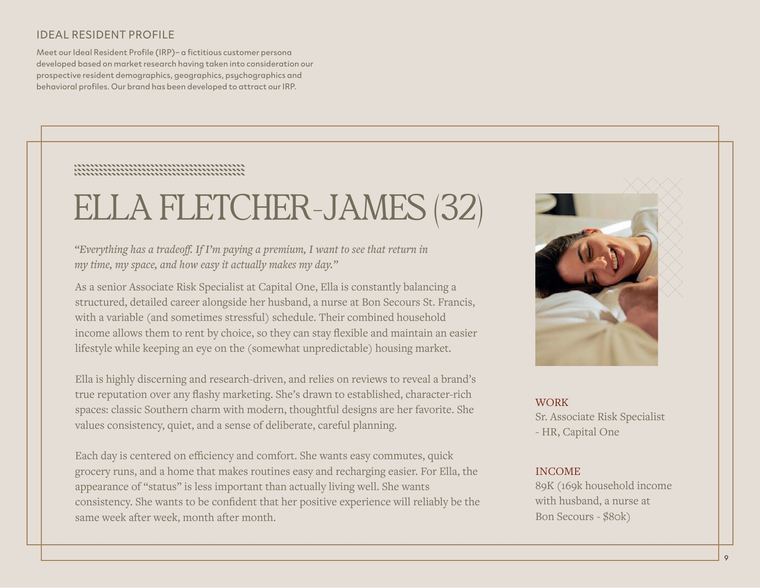 IDEAL RESIDENT PROFILE
Meet our Ideal Resident Profile (IRP)– a fictitious customer persona
developed based on market research having taken into consideration our
prospective resident demographics, geographics, psychographics and
behavioral profiles. Our brand has been developed to attract our IRP.
ELLA FLETCHER-JAMES (32)
“Everything has a tradeoff. If I’m paying a premium, I want to see that return in
my time, my space, and how easy it actually makes my day.”
As a senior Associate Risk Specialist at Capital One, Ella is constantly balancing a
structured, detailed career alongside her husband, a nurse at Bon Secours St. Francis,
with a variable (and sometimes stressful) schedule. Their combined household
income allows them to rent by choice, so they can stay flexible and maintain an easier
lifestyle while keeping an eye on the (somewhat unpredictable) housing market.
Ella is highly discerning and research-driven, and relies on reviews to reveal a brand’s
true reputation over any flashy marketing. She’s drawn to established, character-rich
spaces: classic Southern charm with modern, thoughtful designs are her favorite. She
values consistency, quiet, and a sense of deliberate, careful planning.
Each day is centered on efficiency and comfort. She wants easy commutes, quick
grocery runs, and a home that makes routines easy and recharging easier. For Ella, the
appearance of “status” is less important than actually living well. She wants
consistency. She wants to be confident that her positive experience will reliably be the
same week after week, month after month.
WORK
Sr. Associate Risk Specialist
- HR, Capital One
INCOME
89K (169k household income
with husband, a nurse at
Bon Secours - $80k)
9